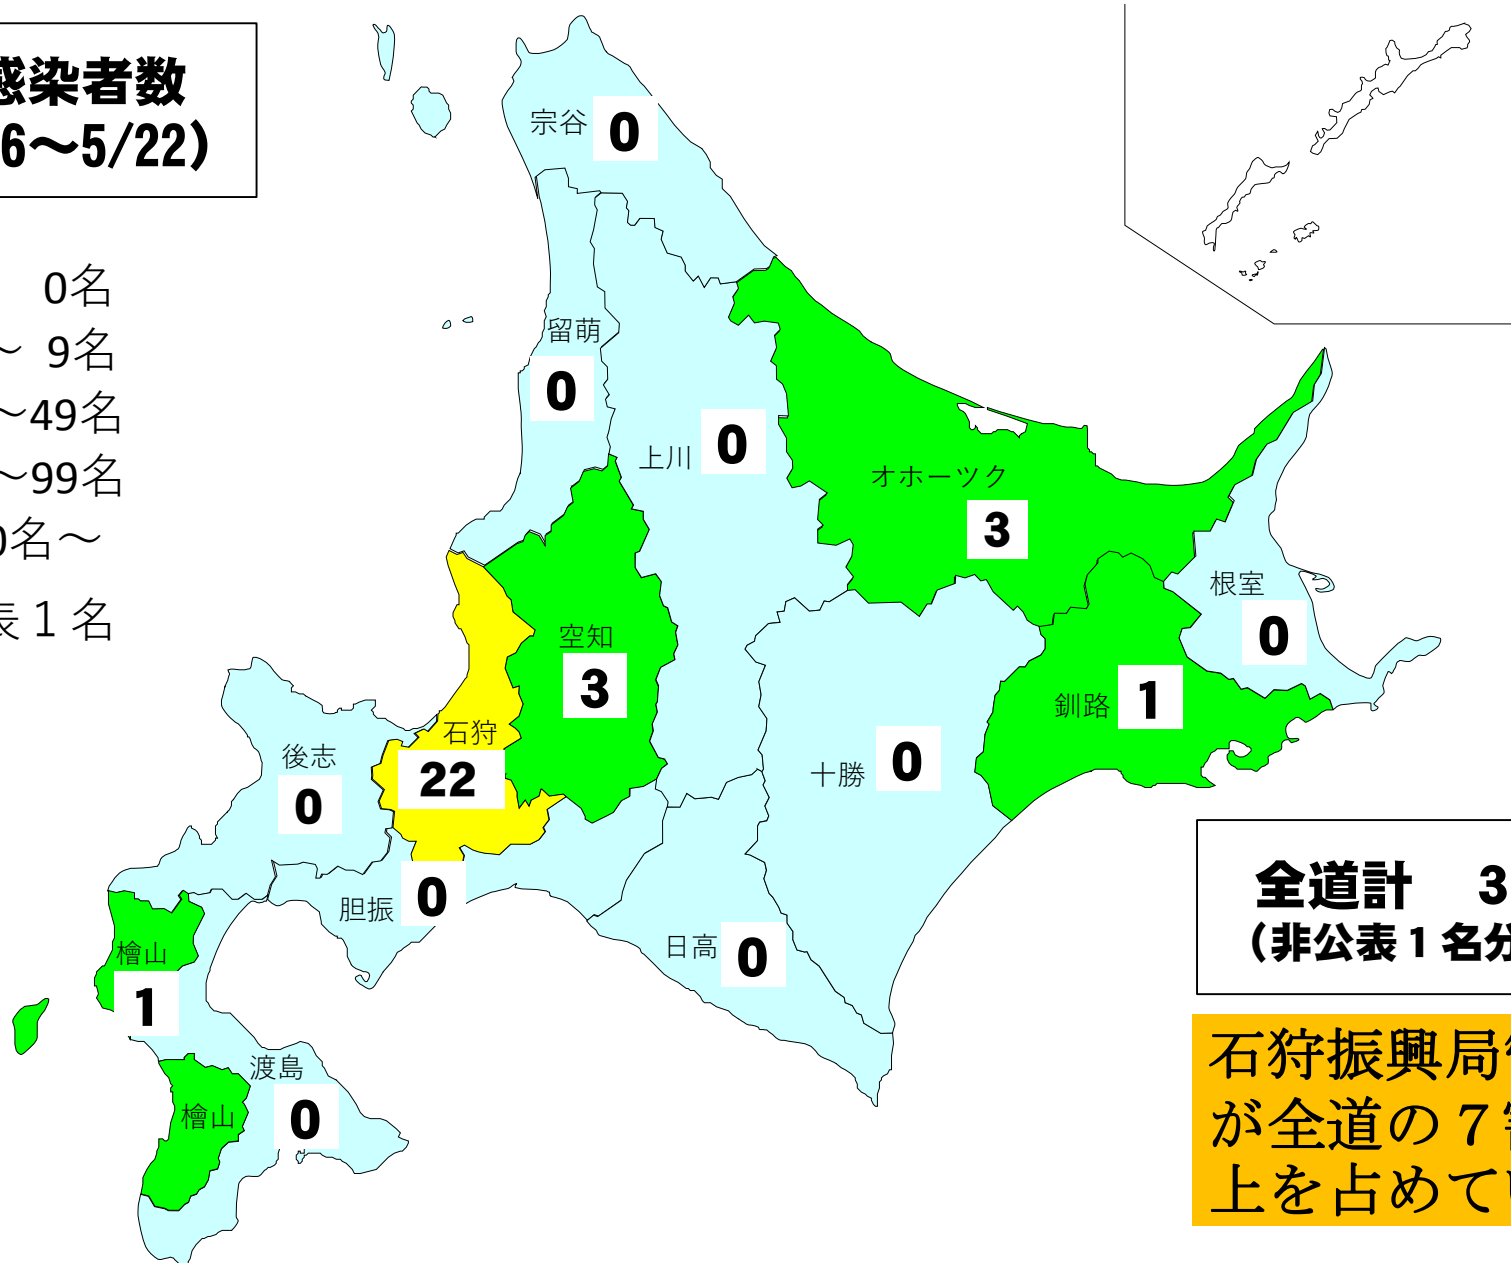 感染者数
6～5/22)
0名
～ 9名
～49名
～99名
0名～
表１名
宗谷 0
留萌
0
上川 0
オホーツク
3
根室
0
空知
3
釧路 1
石狩
22
後志
0
十勝 0
胆振 0
日高 0
檜山
1
渡島
0
檜山
全道計 3
（非公表１名分
石狩振興局
が全道の７割
上を占めてい